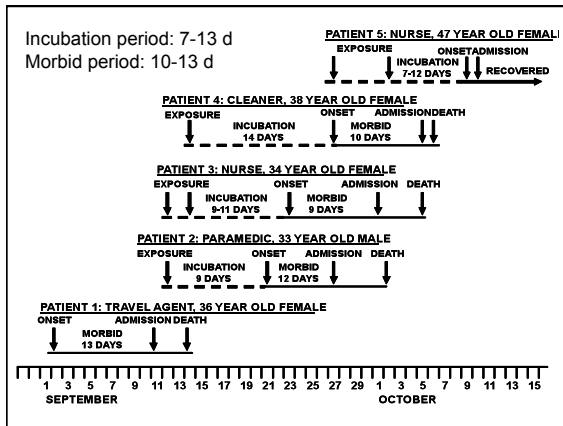 Incubation period: 7-13 d
Morbid period: 10-13 d
PATIENT 5: NURSE, 47 YEAR OLD FEMALE
EXPOSURE ONSET ADMISSION
INCUBATION
7-12 DAYS
RECOVERED
PATIENT 4: CLEANER, 38 YEAR OLD FEMALE
EXPOSURE ONSET ADMISSION DEATH
INCUBATION MORBID
14 DAYS 10 DAYS
PATIENT 3: NURSE, 34 YEAR OLD FEMALE
EXPOSURE ONSET ADMISSION DEATH
INCUBATION MORBID
9-11 DAYS 9 DAYS
PATIENT 2: PARAMEDIC, 33 YEAR OLD MALE
EXPOSURE ONSET ADMISSION DEATH
INCUBATION MORBID
9 DAYS 12 DAYS
PATIENT 1: TRAVEL AGENT, 36 YEAR OLD FEMALE
ONSET ADMISSION DEATH
MORBID
13 DAYS
1 3 5 7 9 11 13 15 17 19 21 23 25 27 29 1 3 5 7 9 11 13 15
SEPTEMBER OCTOBER